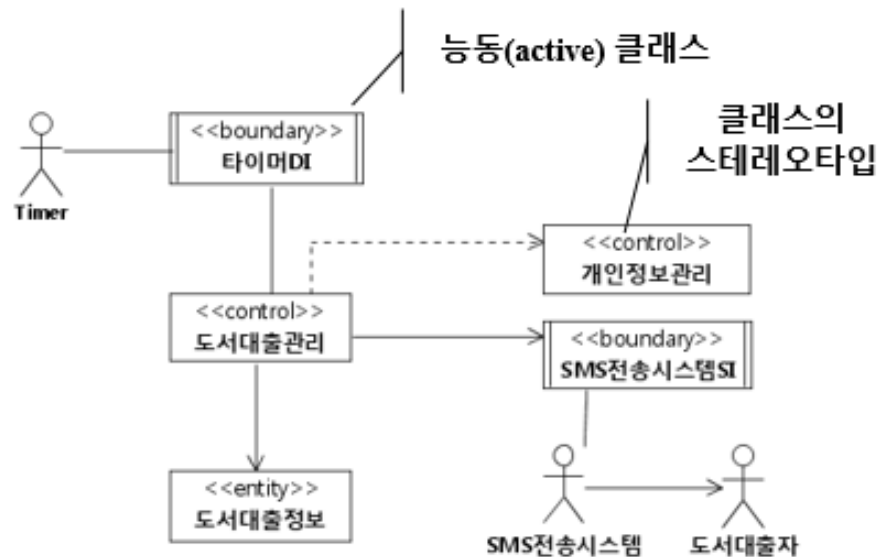 능동(active) 클래스
클래스의
스테레오타입
<<boundary>>
타이머DI
Timer
<<control>>
개인정보관리
<<control>>
도서대출관리
<<boundary>>
SMS전송시스템SI
<<entity>>
도서대출정보
SMS전송시스템
도서대출자